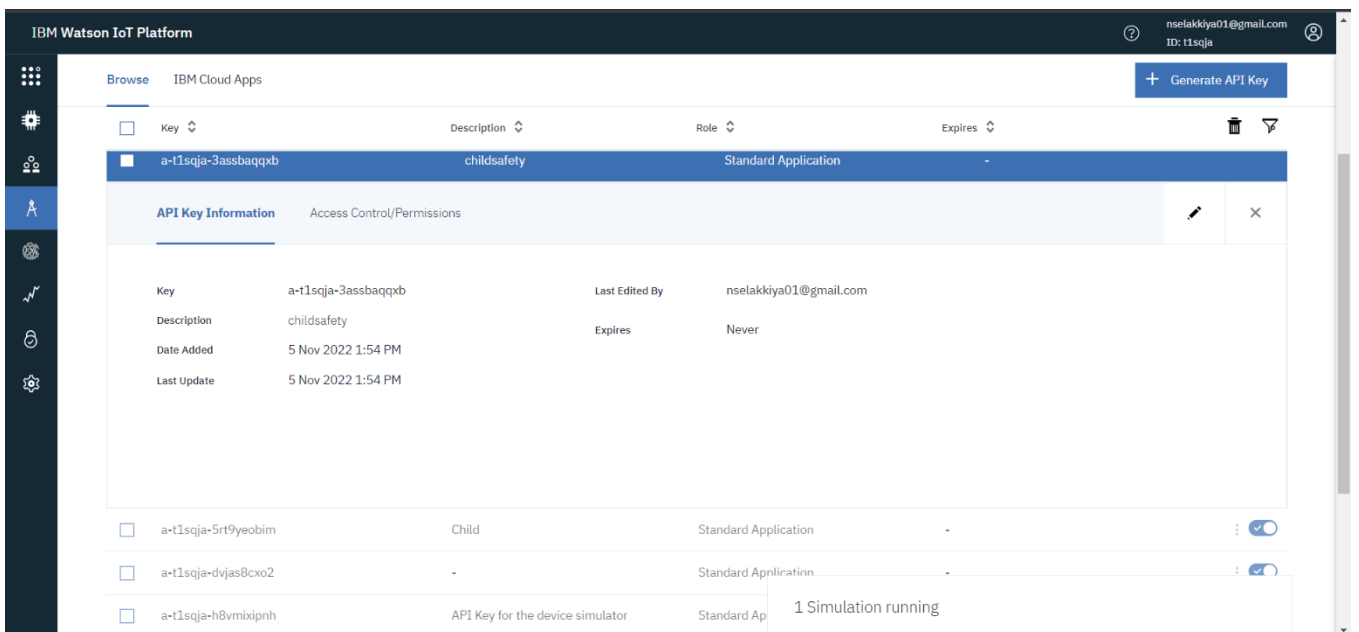 IBM Watson IoT Platform
nselakkiya01@gmail.com
ID: t1sqja
Browse IBM Cloud Apps
+ Generate API Key
Key Description Role Expires
a-t1sqja-3assbaqqxb childsafety Standard Application -
API Key Information Access Control/Permissions
Key a-t1sqja-3assbaqqxb Last Edited By nselakkiya01@gmail.com
Description childsafety
Expires Never
Date Added 5 Nov 2022 1:54 PM
Last Update 5 Nov 2022 1:54 PM
a-t1sqja-5rt9yeobim Child Standard Application -
a-t1sqja-dvjas8cxo2 - Standard Application -
a-t1sqja-h8vmixipnh API Key for the device simulator Standard Ap
1 Simulation running